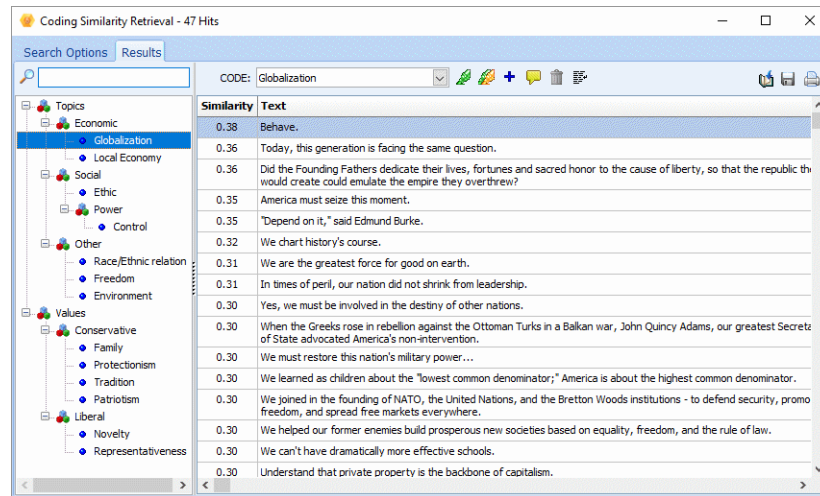 Coding Similarity Retrieval - 47 Hits
Search Options Results
CODE: Globalization
Topics
Economic
Globalization
Local Economy
Social
Ethic
Power
Control
Other
Race/Ethnic relation
Freedom
Environment
Values
Conservative
Family
Protectionism
Tradition
Patriotism
Liberal
Novelty
Representativeness
Similarity Text
0.38 Behave.
0.36 Today, this generation is facing the same question.
0.36 Did the Founding Fathers dedicate their lives, fortunes and sacred honor to the cause of liberty, so that the republic the
would create could emulate the empire they overthrew?
0.35 America must seize this moment.
0.35 "Depend on it," said Edmund Burke.
0.32 We chart history's course.
0.31 We are the greatest force for good on earth.
0.31 In times of peril, our nation did not shrink from leadership.
0.30 Yes, we must be involved in the destiny of other nations.
0.30 When the Greeks rose in rebellion against the Ottoman Turks in a Balkan war, John Quincy Adams, our greatest Secreta
of State advocated America's non-intervention.
0.30 We must restore this nation's military power...
0.30 We learned as children about the "lowest common denominator;" America is about the highest common denominator.
0.30 We joined in the founding of NATO, the United Nations, and the Bretton Woods institutions - to defend security, promo
freedom, and spread free markets everywhere.
0.30 We helped our former enemies build prosperous new societies based on equality, freedom, and the rule of law.
0.30 We can't have dramatically more effective schools.
0.30 Understand that private property is the backbone of capitalism.